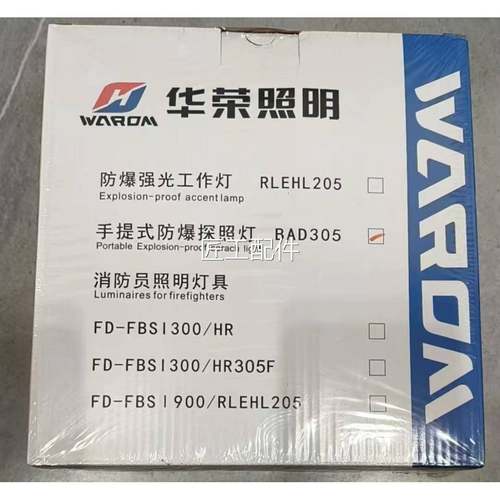 WAROM
华荣照明
防爆强光工作灯 RLEHL205
Explosion-proof accent lamp
手提式防爆探照灯 BAD305
Portable Explosion-proof serach light
匠工配件
消防员照明灯具
Luminaires for firefighters
FD-FBSI300/HR
FD-FBSI300/HR305F
FD-FBSI900/RLEHL205
WAROM